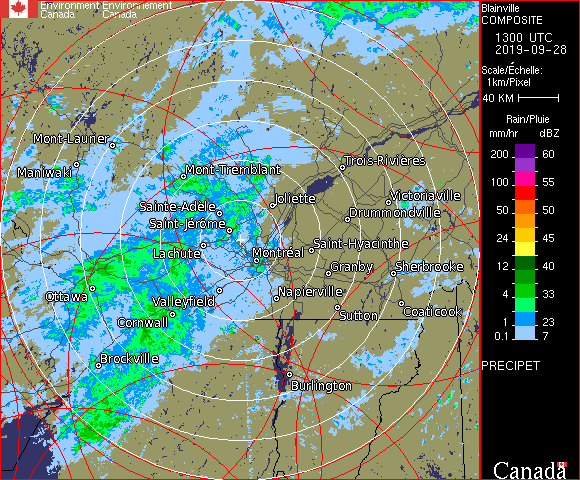 Environment Environnement
Canada Canada
Blainville
COMPOSITE
1300 UTC
2019-09-28
Scale/Échelle:
1km/Pixel
40 KM
Rain/Pluie
mm/hr dBZ
200 60
100 55
50 50
24 45
12 40
4 33
1 23
0.1 7
PRECIPET
Mont-Laurier
Maniwaki
Mont-Tremblant
Trois-Rivières
Sainte-Adèle
Joliette
Victoriaville
Drummondville
Saint-Jérôme
Lachute
Montréal
Saint-Hyacinthe
Granby
Sherbrooke
Ottawa
Valleyfield
Napierville
Cornwall
Sutton
Coaticook
Brockville
Burlington
Canada